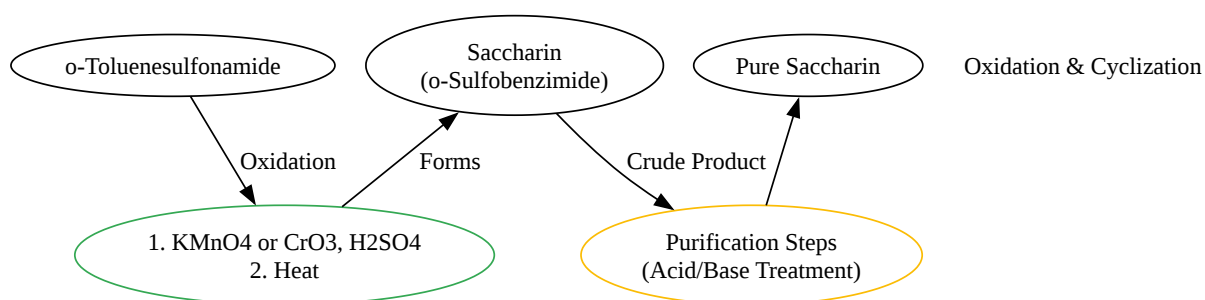 o-Toluenesulfonamide
Saccharin
(o-Sulfobenzimide)
Pure Saccharin
Oxidation & Cyclization
Oxidation
Forms
Crude Product
1. KMnO4 or CrO3, H2SO4
2. Heat
Purification Steps
(Acid/Base Treatment)